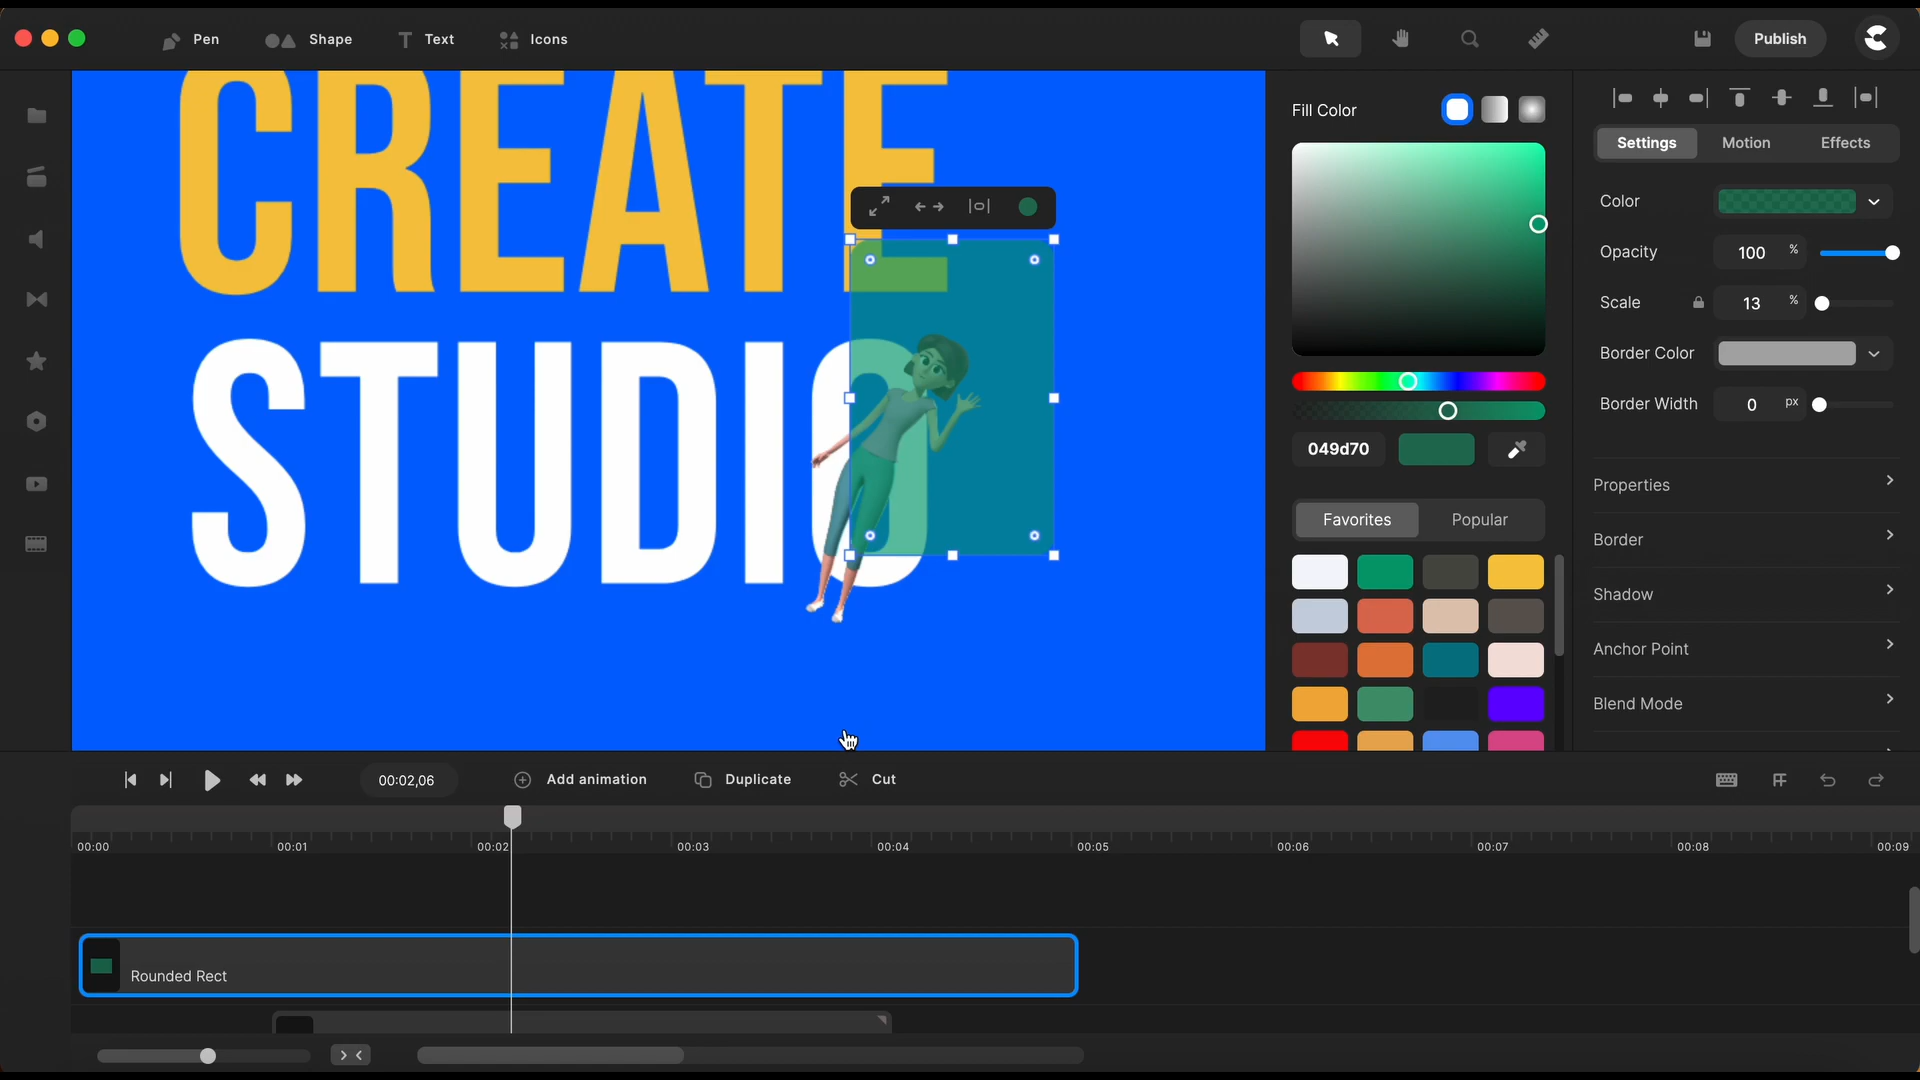 Pen
Shape
Text
Icons
Publish
CREATE
STUDIO
Fill Color
049d70
Favorites
Popular
Settings
Motion
Effects
Color
Opacity
100 %
Scale
13 %
Border Color
Border Width
0 px
Properties
Border
Shadow
Anchor Point
Blend Mode
00:02,06
Add animation
Duplicate
Cut
00:00
00:01
00:02
00:03
00:04
00:05
00:06
00:07
00:08
00:09
Rounded Rect